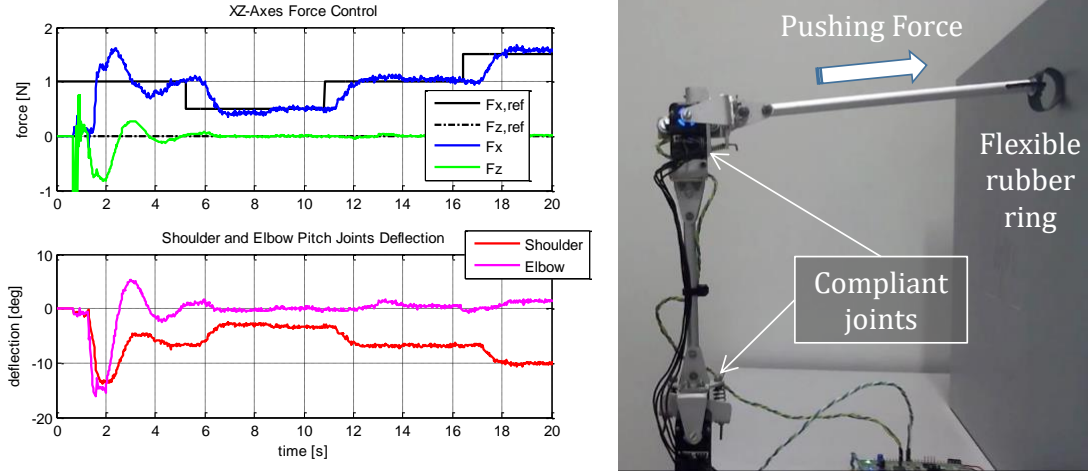 XZ-Axes Force Control
force [N]
2
1
0
-1
0 2 4 6 8 10 12 14 16 18 20
Fx,ref
Fz,ref
Fx
Fz
Shoulder and Elbow Pitch Joints Deflection
deflection [deg]
10
0
-10
-20
0 2 4 6 8 10 12 14 16 18 20
time [s]
Shoulder
Elbow
Pushing Force
Flexible
rubber
ring
Compliant
joints